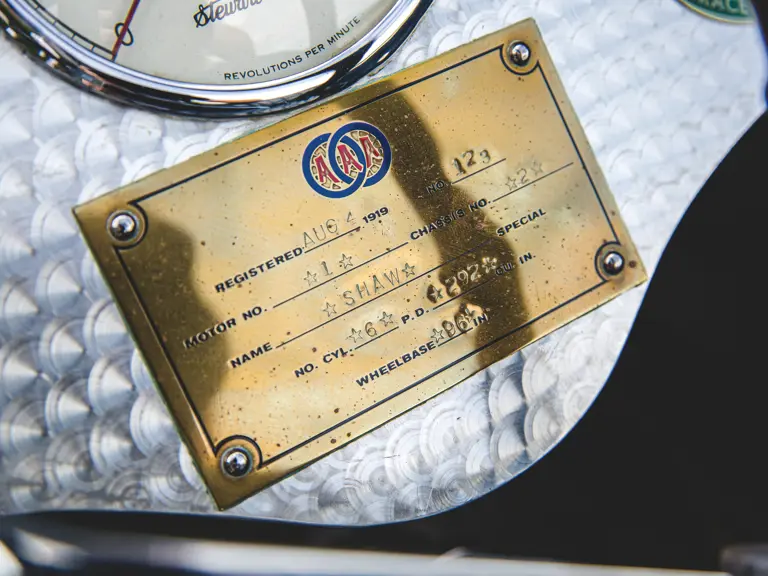 Stewart
REVOLUTIONS PER MINUTE
AAA
REGISTERED AUG 4 1919 NO. 129
MOTOR NO. ☆1☆ CHASSIS NO. ☆2☆
NAME ☆SHAW☆ SPECIAL
NO. CYL. ☆6☆ P.D. ☆292☆ CU. IN.
WHEELBASE ☆96☆ IN